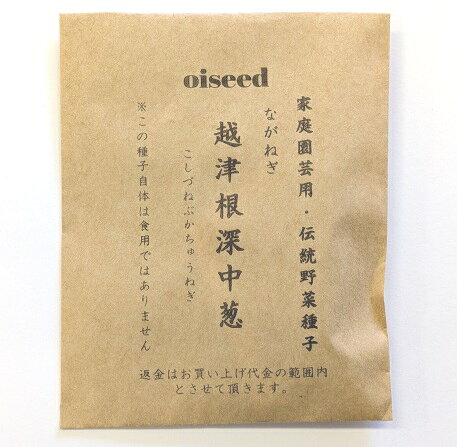 oiseed
家庭園芸用・伝統野菜種子
ながねぎ
越津根深中葱
こしづねぶかちゅうねぎ
※この種子自体は食用ではありません
返金はお買い上げ代金の範囲内
とさせて頂きます。